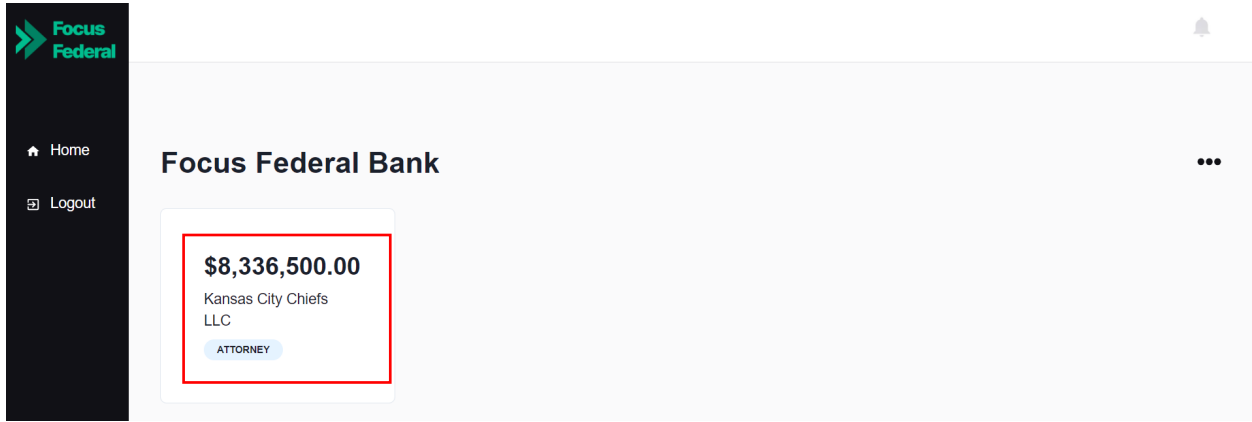 Focus
Federal
Home
Logout
Focus Federal Bank
$8,336,500.00
Kansas City Chiefs
LLC
ATTORNEY